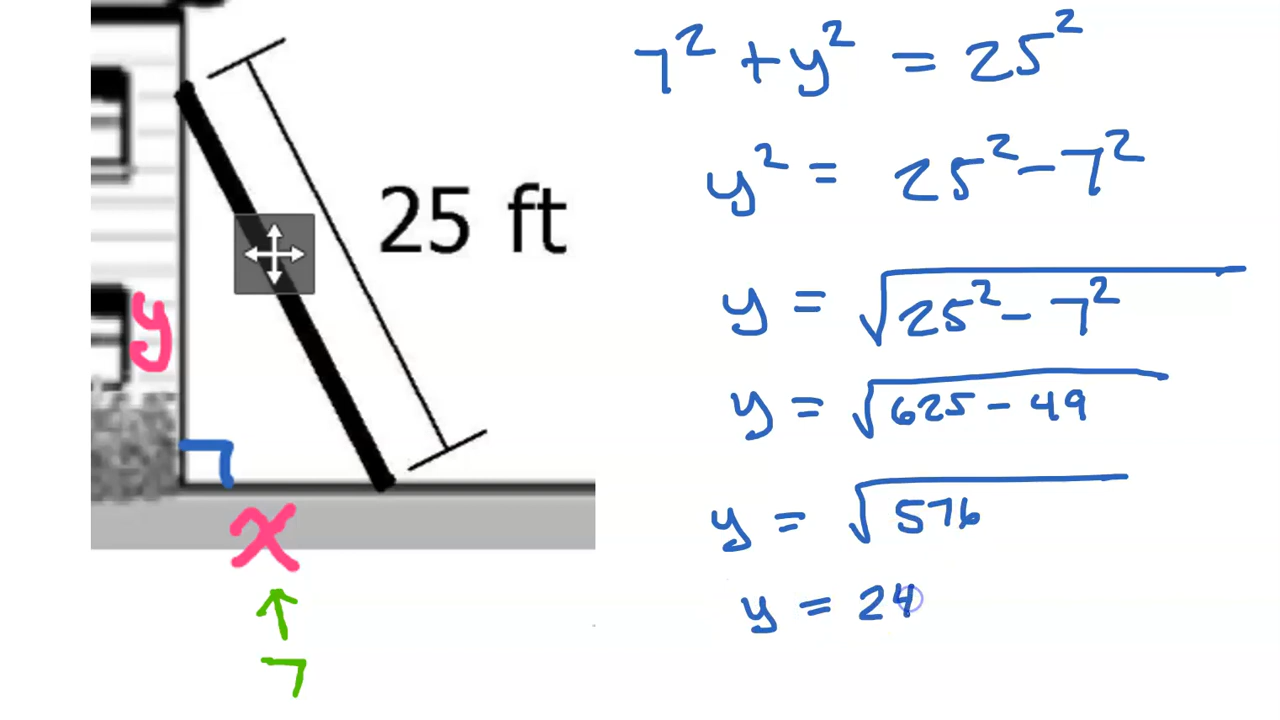 7² + y² = 25²
y² = 25² − 7²
25 ft
y = √25² − 7²
y
y = √625 − 49
y = √576
x
y = 24
7